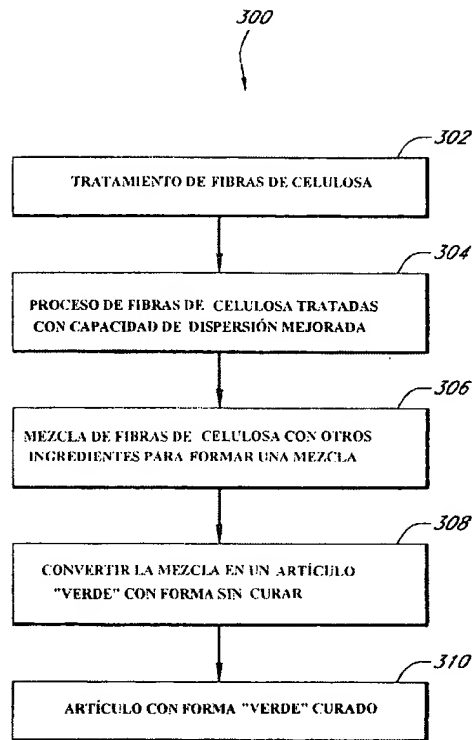 300
302
TRATAMIENTO DE FIBRAS DE CELULOSA
304
PROCESO DE FIBRAS DE CELULOSA TRATADAS
CON CAPACIDAD DE DISPERSIÓN MEJORADA
306
MEZCLA DE FIBRAS DE CELULOSA CON OTROS
INGREDIENTES PARA FORMAR UNA MEZCLA
308
CONVERTIR LA MEZCLA EN UN ARTÍCULO
"VERDE" CON FORMA SIN CURAR
310
ARTÍCULO CON FORMA "VERDE" CURADO